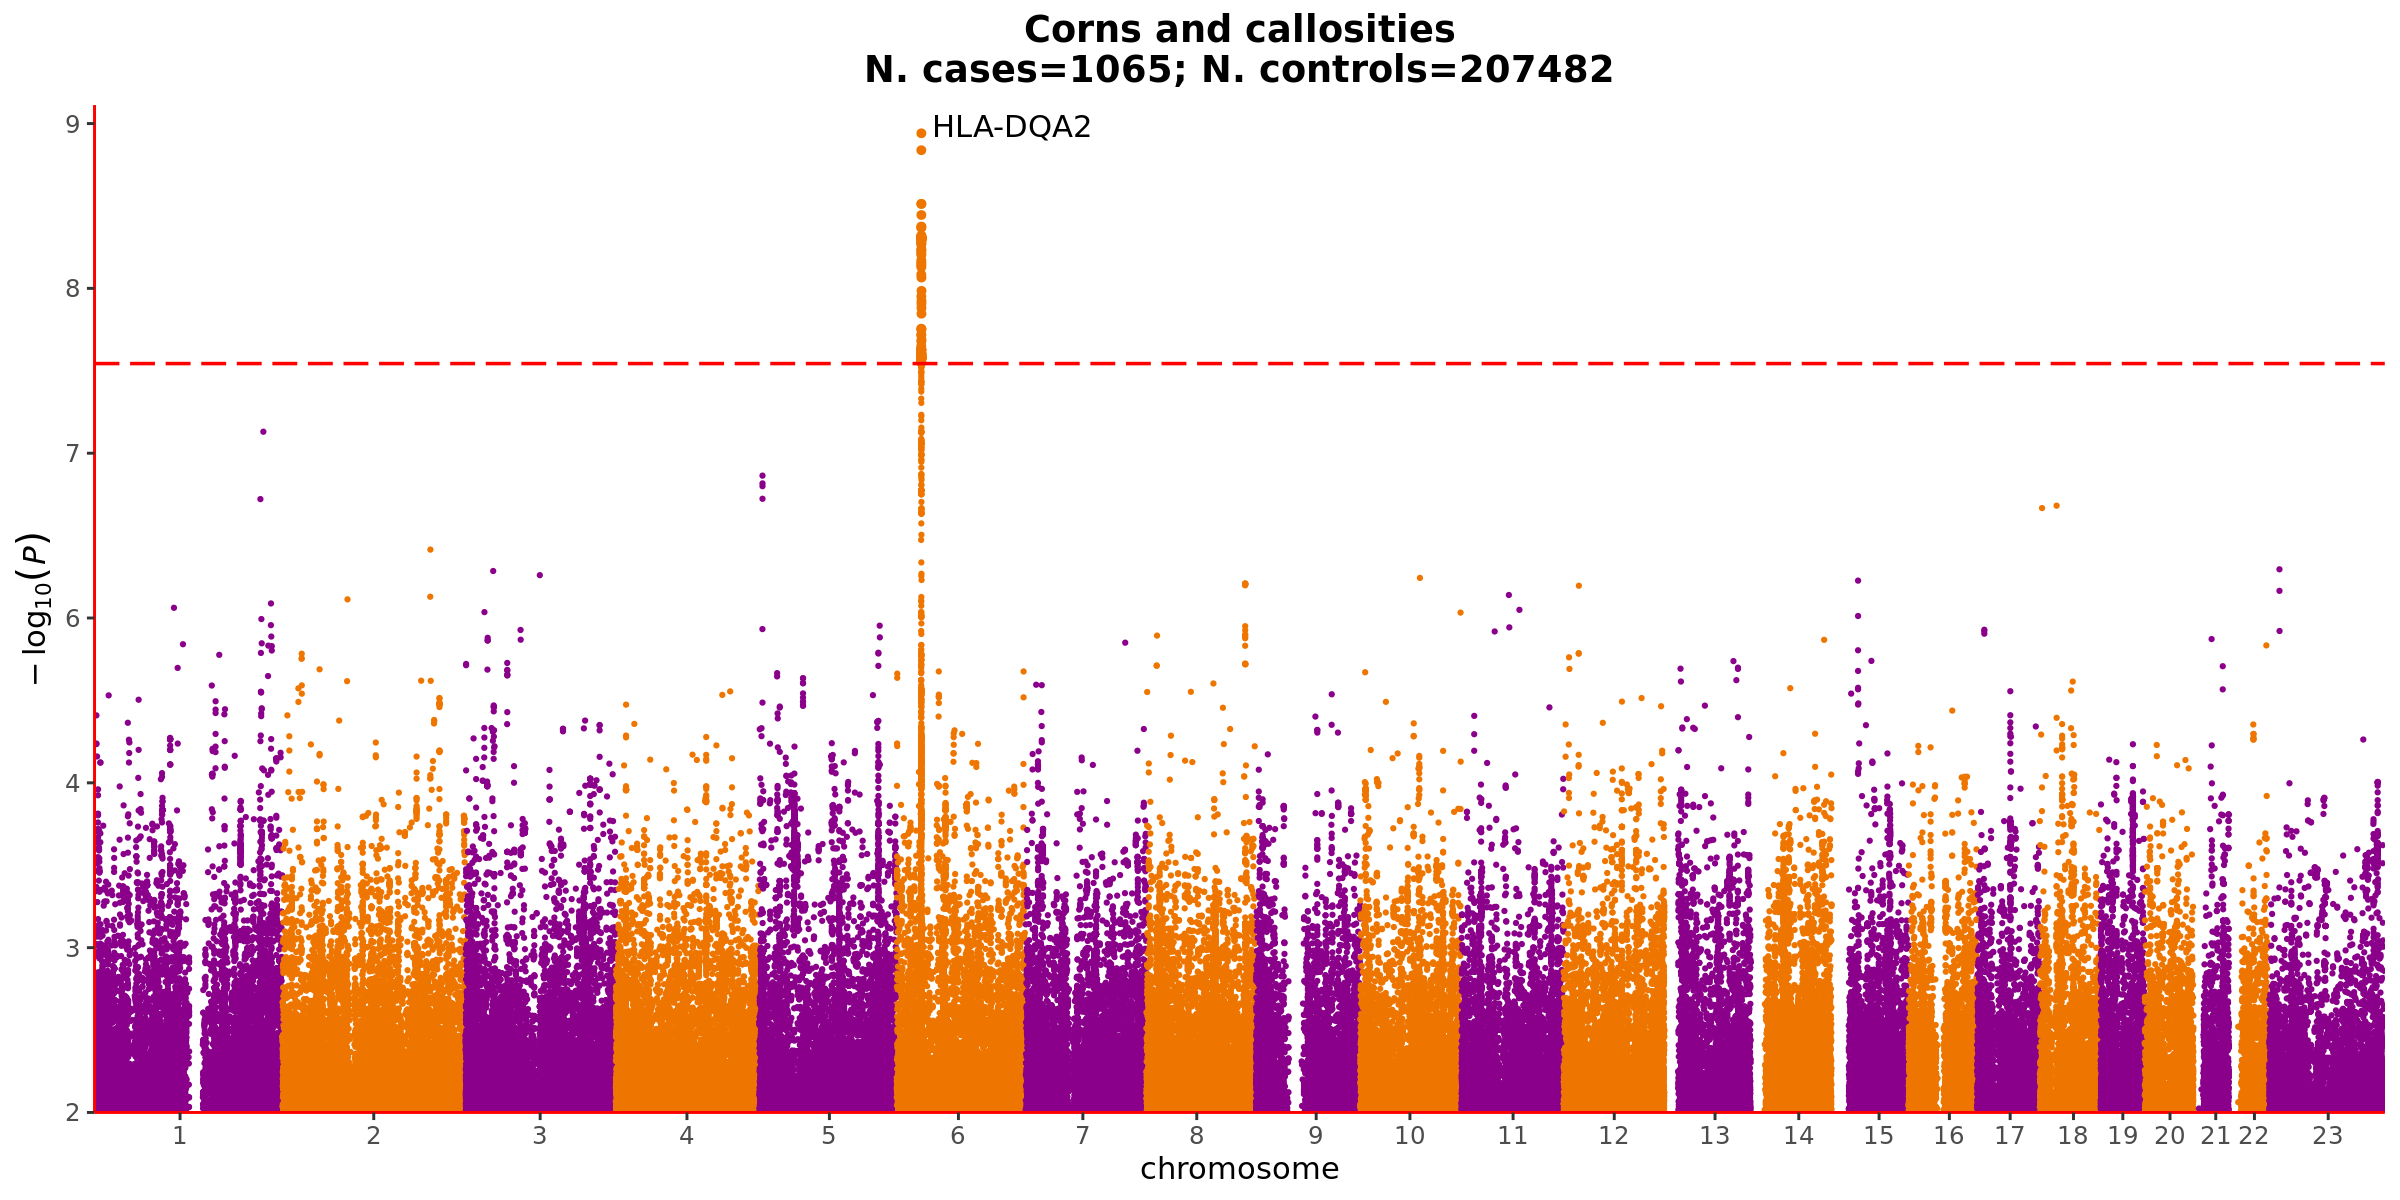 Corns and callosities
N. cases=1065; N. controls=207482
HLA-DQA2
9
8
7
6
4
3
2
− log₁₀(P)
1 2 3 4 5 6 7 8 9 10 11 12 13 14 15 16 17 18 19 20 21 22 23
chromosome